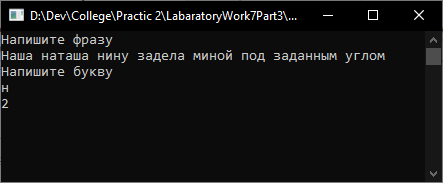 D:\Dev\College\Practic 2\LabaratoryWork7Part3\...
Напишите фразу
Наша наташа нину задела миной под заданным углом
Напишите букву
н
2